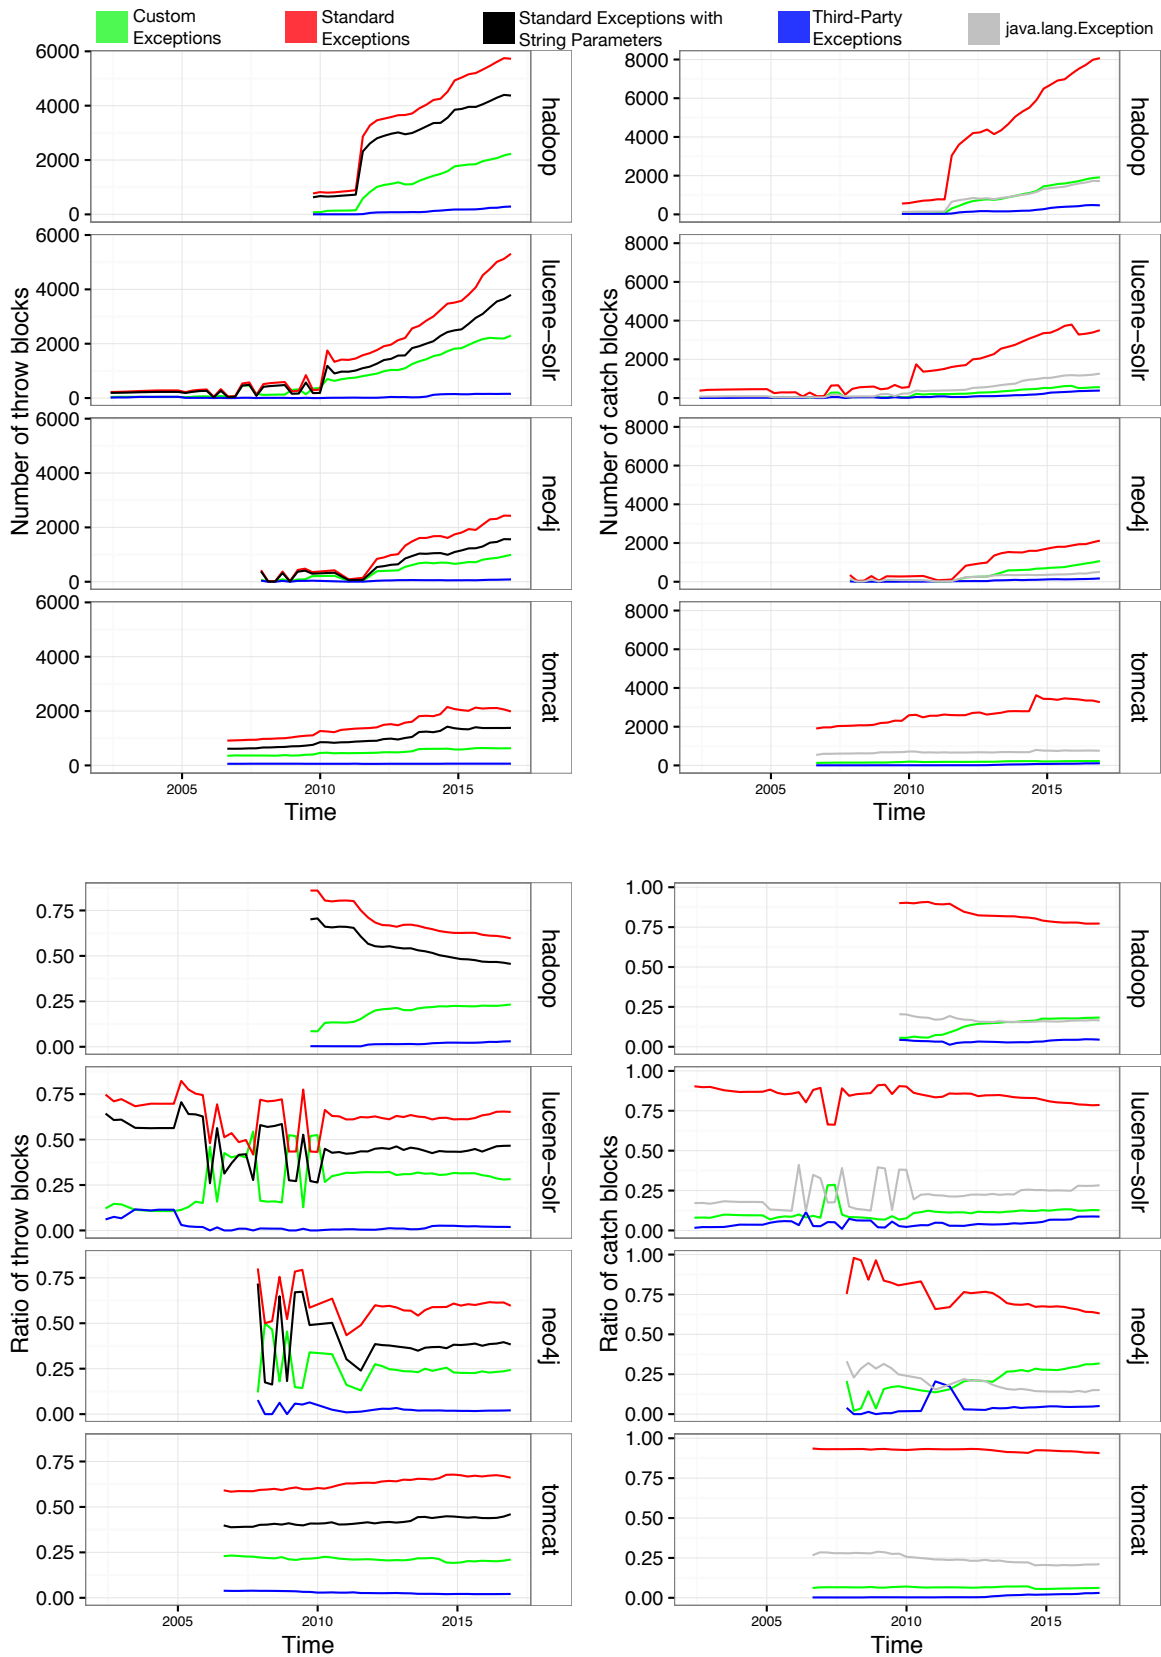 Custom
Exceptions
Standard
Exceptions
Standard Exceptions with
String Parameters
Third-Party
Exceptions
java.lang.Exception
Number of throw blocks
6000
4000
2000
0
hadoop
6000
4000
2000
0
lucene-solr
6000
4000
2000
0
neo4j
6000
4000
2000
0
tomcat
2005
2010
2015
Time
Number of catch blocks
8000
6000
4000
2000
0
hadoop
8000
6000
4000
2000
0
lucene-solr
8000
6000
4000
2000
0
neo4j
8000
6000
4000
2000
0
tomcat
2005
2010
2015
Time
Ratio of throw blocks
0.75
0.50
0.25
0.00
hadoop
0.75
0.50
0.25
0.00
lucene-solr
0.75
0.50
0.25
0.00
neo4j
0.75
0.50
0.25
0.00
tomcat
2005
2010
2015
Time
Ratio of catch blocks
1.00
0.75
0.50
0.25
0.00
hadoop
1.00
0.75
0.50
0.25
0.00
lucene-solr
1.00
0.75
0.50
0.25
0.00
neo4j
1.00
0.75
0.50
0.25
0.00
tomcat
2005
2010
2015
Time